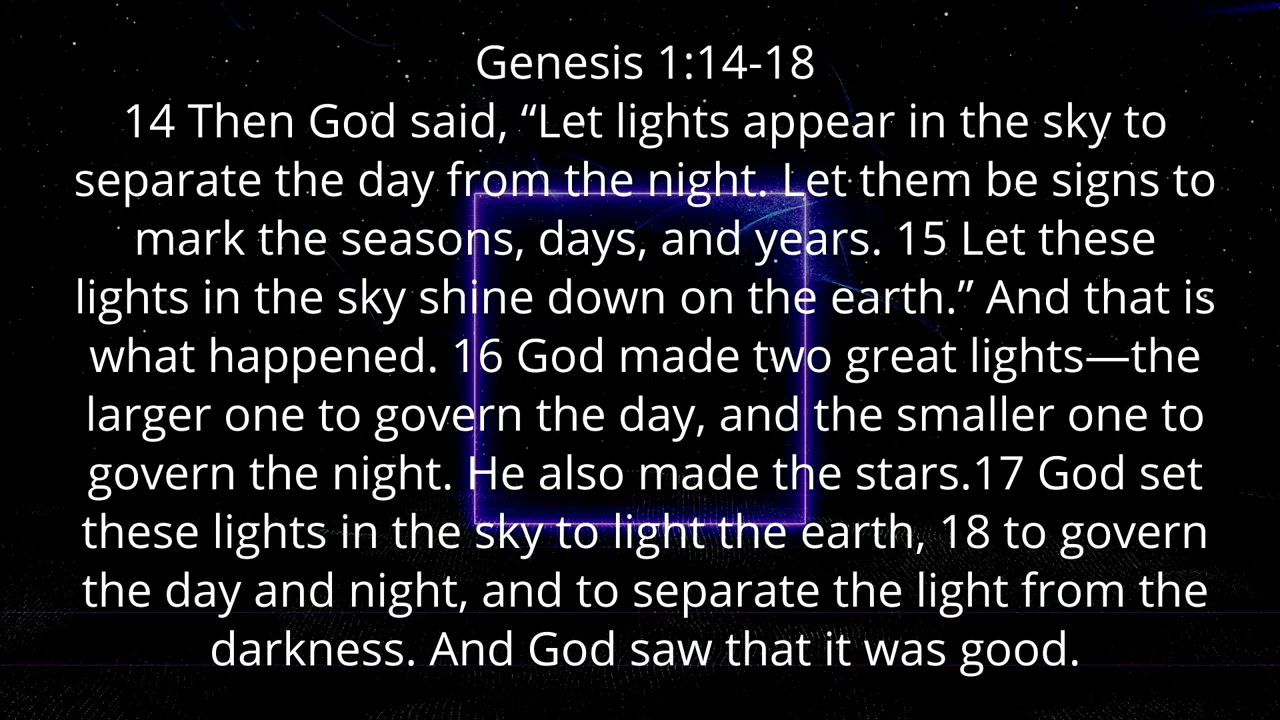 Genesis 1:14-18
14 Then God said, “Let lights appear in the sky to
separate the day from the night. Let them be signs to
mark the seasons, days, and years. 15 Let these
lights in the sky shine down on the earth.” And that is
what happened. 16 God made two great lights—the
larger one to govern the day, and the smaller one to
govern the night. He also made the stars.17 God set
these lights in the sky to light the earth, 18 to govern
the day and night, and to separate the light from the
darkness. And God saw that it was good.